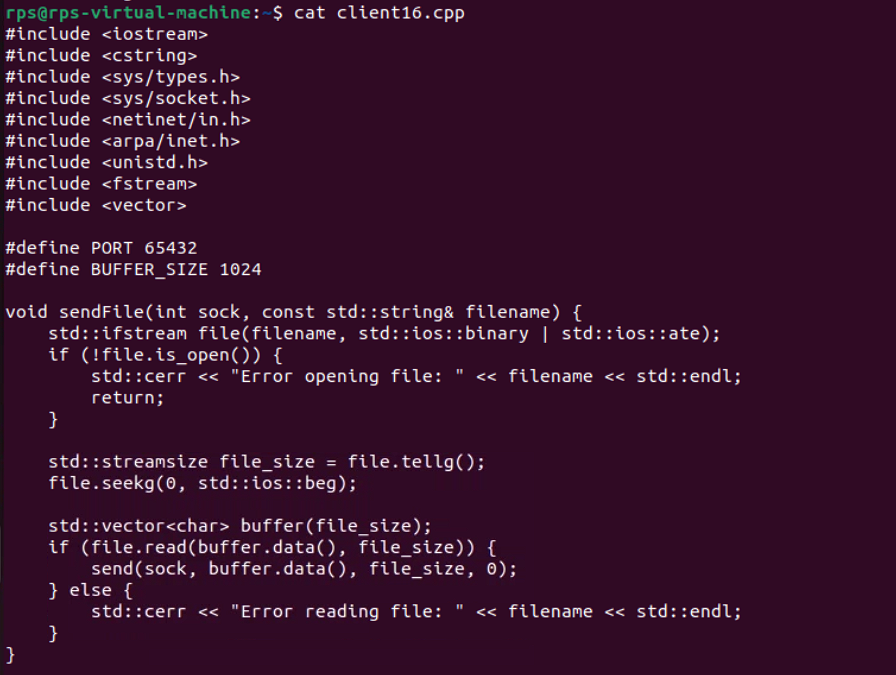 rps@rps-virtual-machine:~$ cat client16.cpp
#include <iostream>
#include <cstring>
#include <sys/types.h>
#include <sys/socket.h>
#include <netinet/in.h>
#include <arpa/inet.h>
#include <unistd.h>
#include <fstream>
#include <vector>

#define PORT 65432
#define BUFFER_SIZE 1024

void sendFile(int sock, const std::string& filename) {
    std::ifstream file(filename, std::ios::binary | std::ios::ate);
    if (!file.is_open()) {
        std::cerr << "Error opening file: " << filename << std::endl;
        return;
    }

    std::streamsize file_size = file.tellg();
    file.seekg(0, std::ios::beg);

    std::vector<char> buffer(file_size);
    if (file.read(buffer.data(), file_size)) {
        send(sock, buffer.data(), file_size, 0);
    } else {
        std::cerr << "Error reading file: " << filename << std::endl;
    }
}